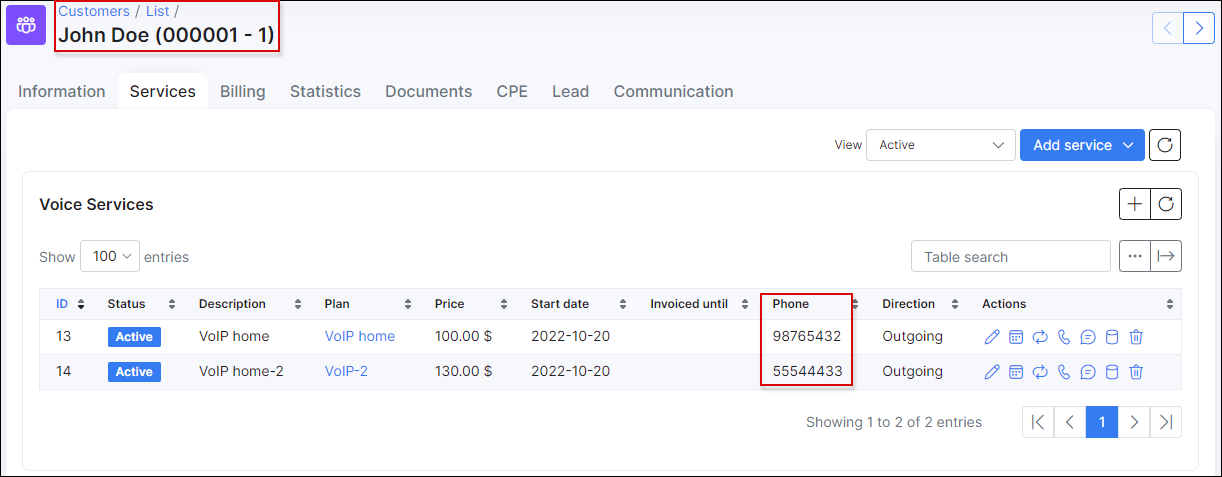 Customers / List /
John Doe (000001 - 1)
Information Services Billing Statistics Documents CPE Lead Communication
View Active Add service
Voice Services
Show 100 entries Table search
ID Status Description Plan Price Start date Invoiced until Phone Direction Actions
13 Active VoIP home VoIP home 100.00 $ 2022-10-20 98765432 Outgoing
14 Active VoIP home-2 VoIP-2 130.00 $ 2022-10-20 55544433 Outgoing
Showing 1 to 2 of 2 entries 1